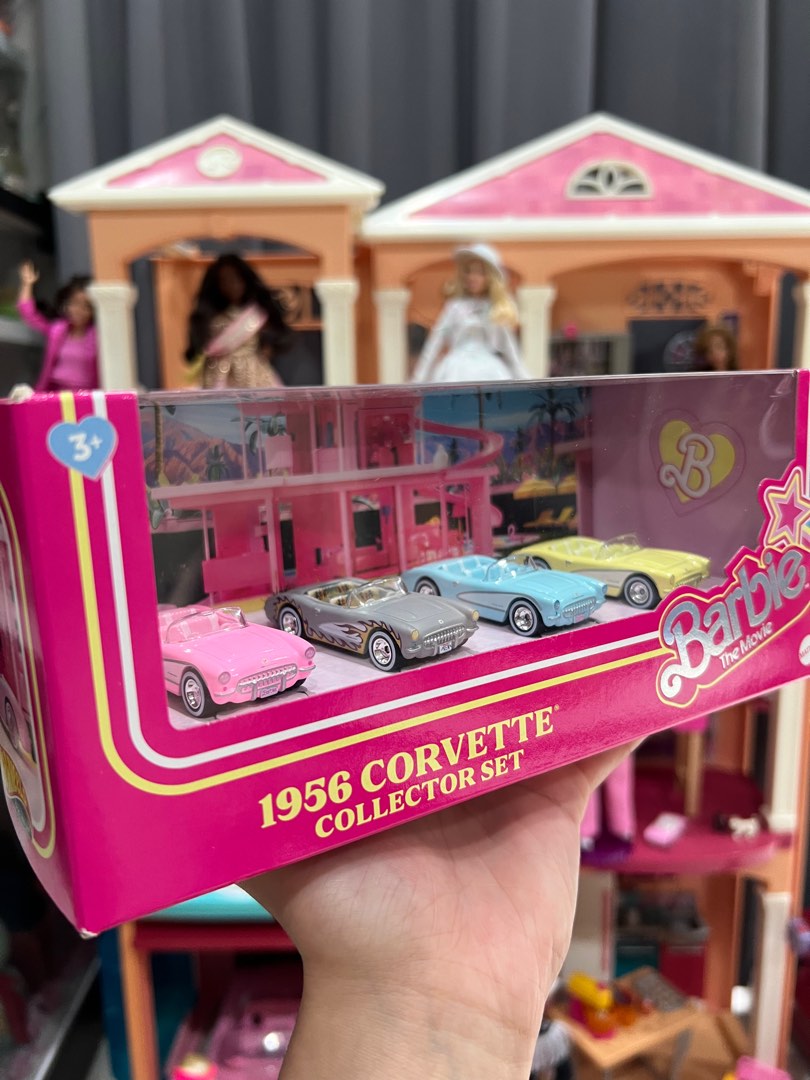 3+
B
Barbie
The Movie
1956 CORVETTE®
COLLECTOR SET